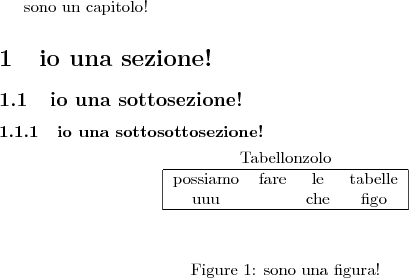 sono un capitolo!
1 io una sezione!
1.1 io una sottosezione!
1.1.1 io una sottosottosezione!
Tabellonzolo
possiamo fare le tabelle
uuu che figo
Figure 1: sono una figura!